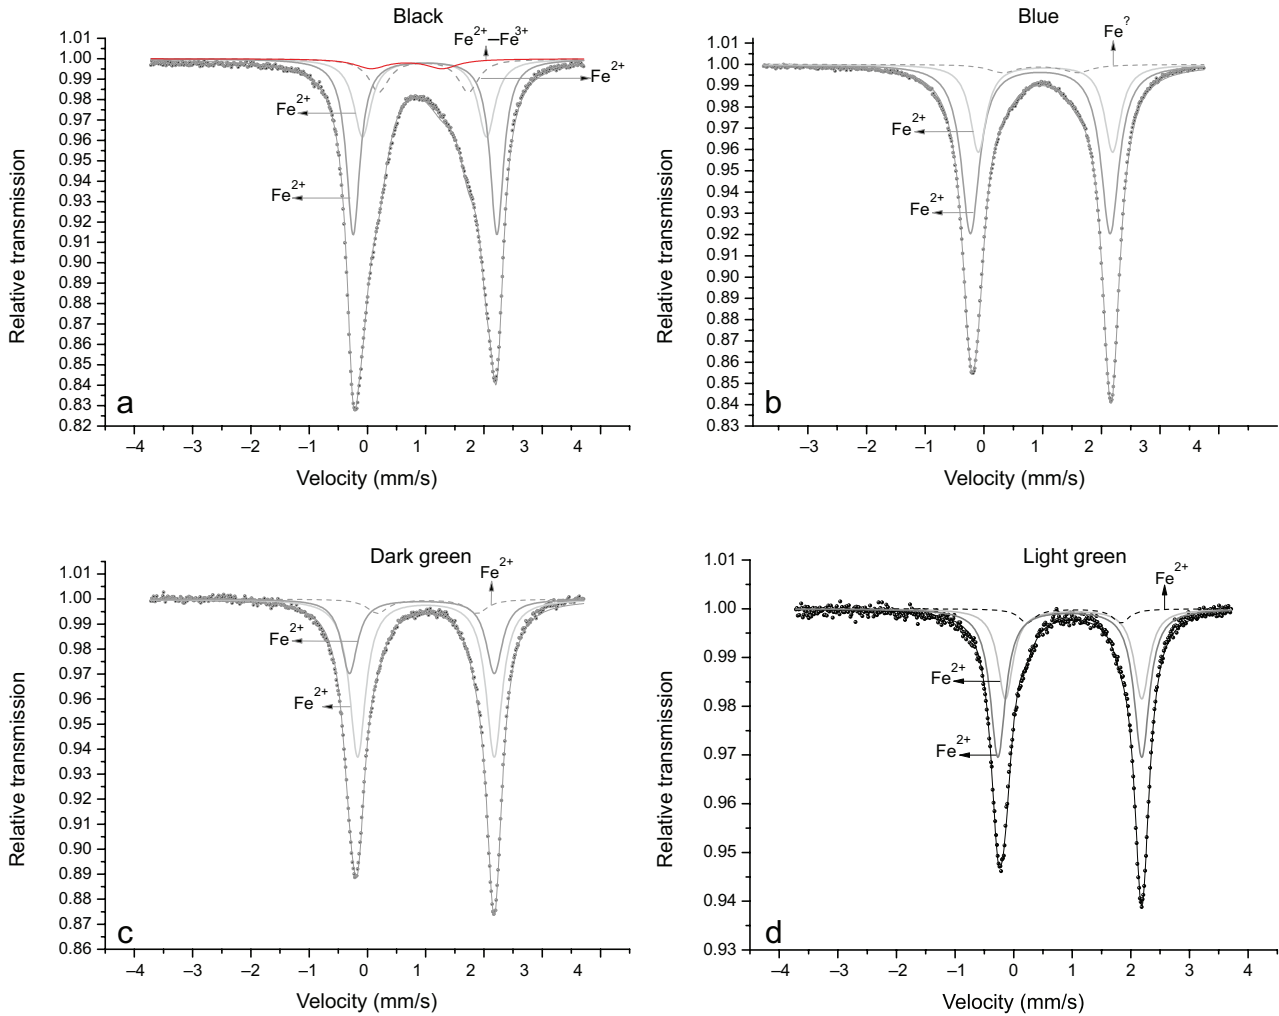 Black
Relative transmission
1.01
1.00
0.99
0.98
0.97
0.96
0.95
0.94
0.93
0.92
0.91
0.90
0.89
0.88
0.87
0.86
0.85
0.84
0.83
0.82
Fe2+–Fe3+
Fe2+
Fe2+
Fe2+
a
–4 –3 –2 –1 0 1 2 3 4
Velocity (mm/s)
Blue
Relative transmission
1.01
1.00
0.99
0.98
0.97
0.96
0.95
0.94
0.93
0.92
0.91
0.90
0.89
0.88
0.87
0.86
0.85
0.84
0.83
Fe?
Fe2+
Fe2+
b
–3 –2 –1 0 1 2 3 4
Velocity (mm/s)
Dark green
Relative transmission
1.01
1.00
0.99
0.98
0.97
0.96
0.95
0.94
0.93
0.92
0.91
0.90
0.89
0.88
0.87
0.86
Fe2+
Fe2+
Fe2+
c
–4 –3 –2 –1 0 1 2 3 4
Velocity (mm/s)
Light green
Relative transmission
1.01
1.00
0.99
0.98
0.97
0.96
0.95
0.94
0.93
Fe2+
Fe2+
Fe2+
d
–4 –3 –2 –1 0 1 2 3 4
Velocity (mm/s)